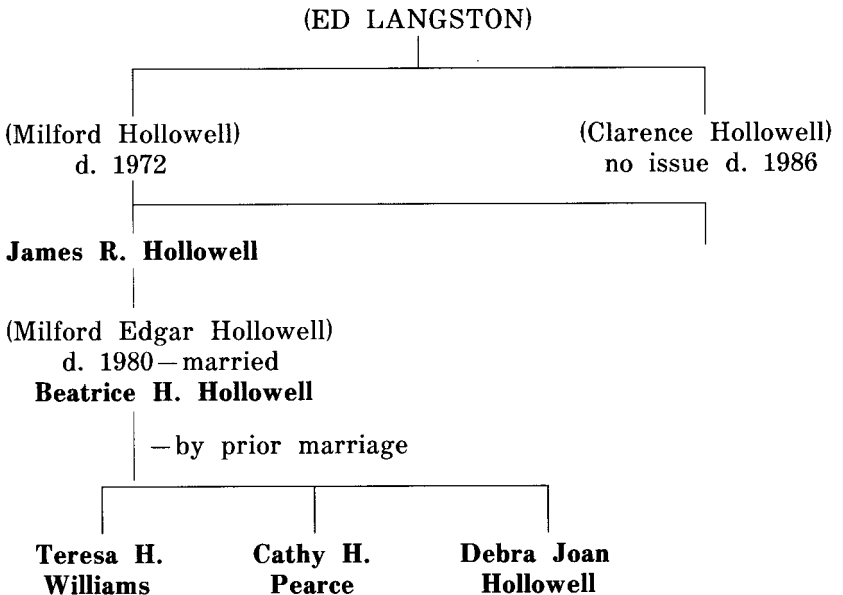 (ED LANGSTON)
(Milford Hollowell)
d. 1972
(Clarence Hollowell)
no issue d. 1986
James R. Hollowell
(Milford Edgar Hollowell)
d. 1980—married
Beatrice H. Hollowell
—by prior marriage
Teresa H.
Williams
Cathy H.
Pearce
Debra Joan
Hollowell